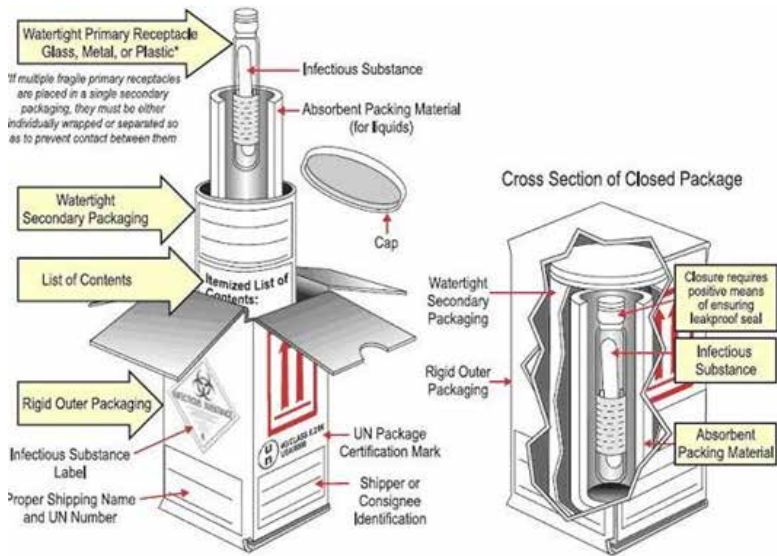 Watertight Primary Receptacle
Glass, Metal, or Plastic*
*If multiple fragile primary receptacles
are placed in a single secondary
packaging, they must be either
individually wrapped or separated so
as to prevent contact between them
Infectious Substance
Absorbent Packing Material
(for liquids)
Watertight
Secondary Packaging
Cap
List of Contents
Itemized List of
Contents:
Rigid Outer Packaging
INFECTIOUS SUBSTANCE
6
Infectious Substance
Label
Proper Shipping Name
and UN Number
u
n
UN Package
Certification Mark
Shipper or
Consignee
Identification
Cross Section of Closed Package
Watertight
Secondary
Packaging
Rigid Outer
Packaging
Closure requires
positive means
of ensuring
leakproof seal
Infectious
Substance
Absorbent
Packing Material